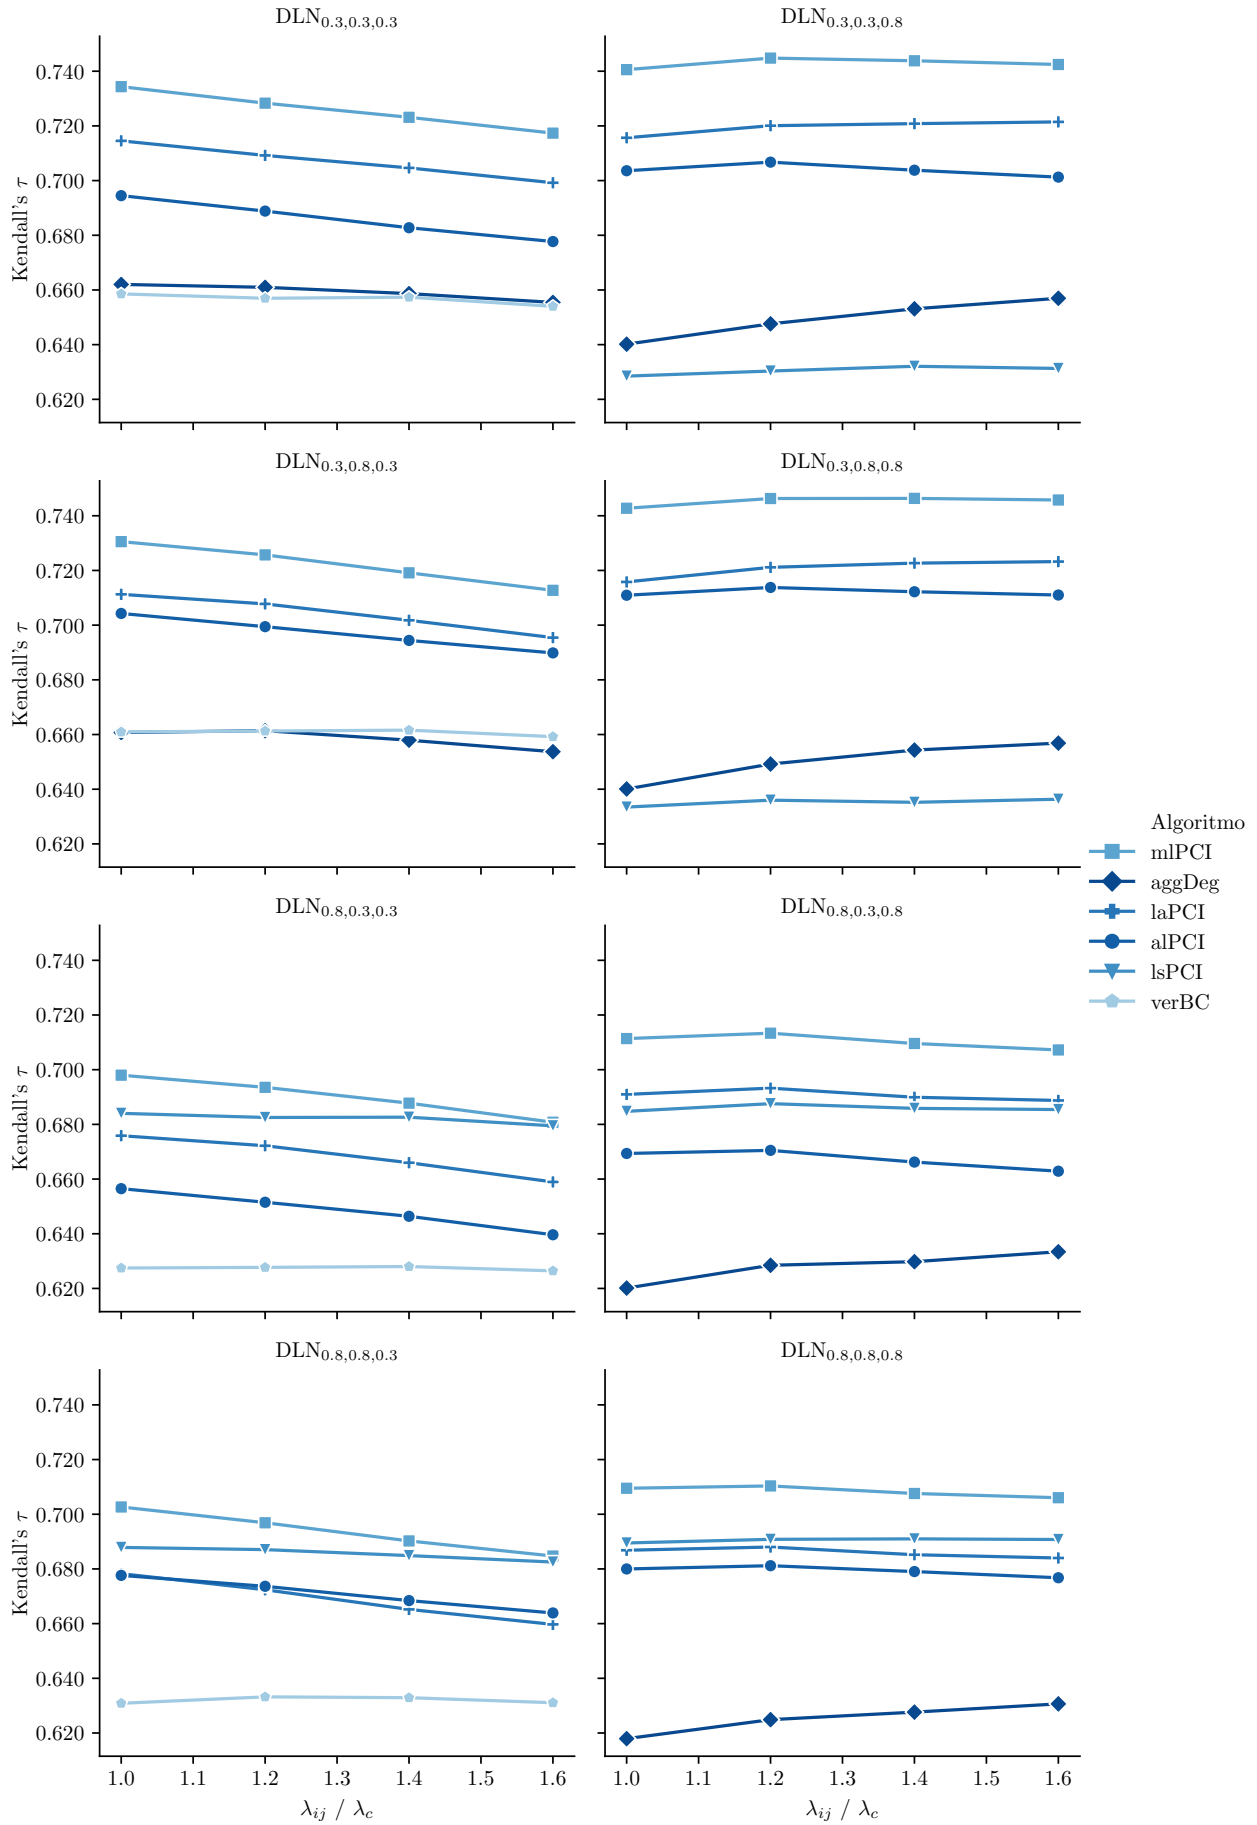 DLN0.3,0.3,0.3
DLN0.3,0.3,0.8
0.740
0.720
0.700
0.680
0.660
0.640
0.620
Kendall's τ
DLN0.3,0.8,0.3
DLN0.3,0.8,0.8
0.740
0.720
0.700
0.680
0.660
0.640
0.620
Kendall's τ
Algoritmo
mlPCI
aggDeg
laPCI
alPCI
lsPCI
verBC
DLN0.8,0.3,0.3
DLN0.8,0.3,0.8
0.740
0.720
0.700
0.680
0.660
0.640
0.620
Kendall's τ
DLN0.8,0.8,0.3
DLN0.8,0.8,0.8
0.740
0.720
0.700
0.680
0.660
0.640
0.620
Kendall's τ
1.0 1.1 1.2 1.3 1.4 1.5 1.6
λij / λc
1.0 1.1 1.2 1.3 1.4 1.5 1.6
λij / λc